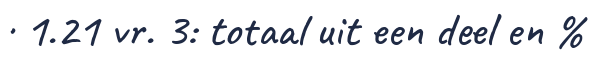 · 1.21 vr. 3: totaal uit een deel en %